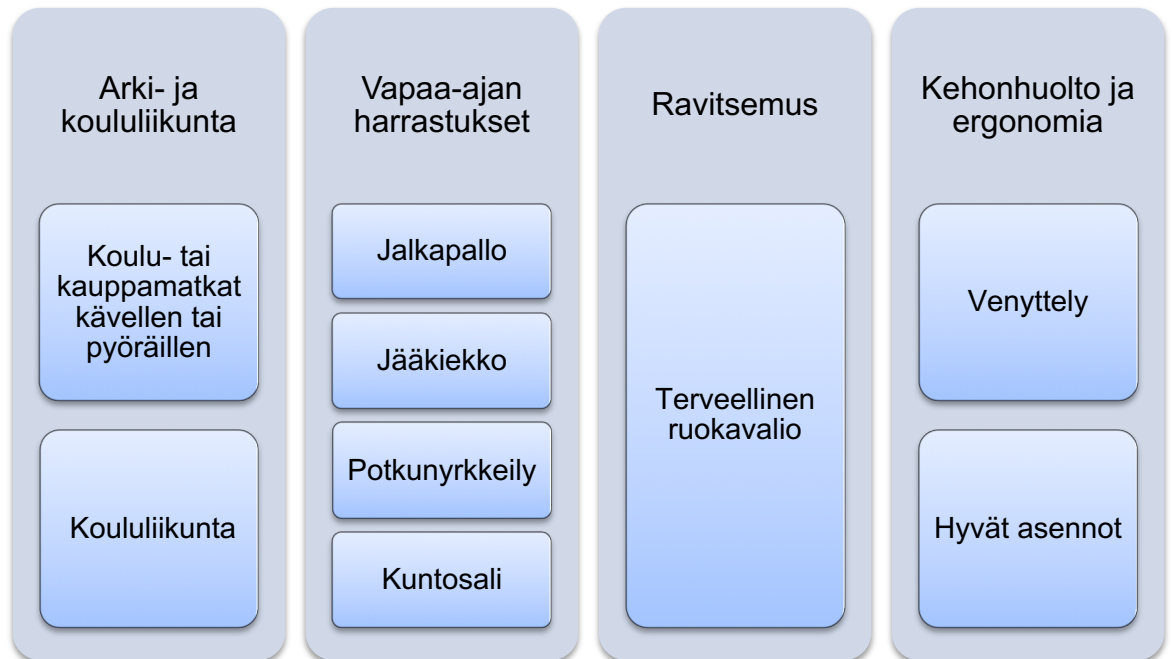 Arki- ja
koululiikunta
Koulu- tai
kauppamatkat
kävellen tai
pyöräillen
Koululiikunta
Vapaa-ajan
harrastukset
Jalkapallo
Jääkiekko
Potkunyrkkeily
Kuntosali
Ravitsemus
Terveellinen
ruokavalio
Kehonhuolto ja
ergonomia
Venyttely
Hyvät asennot